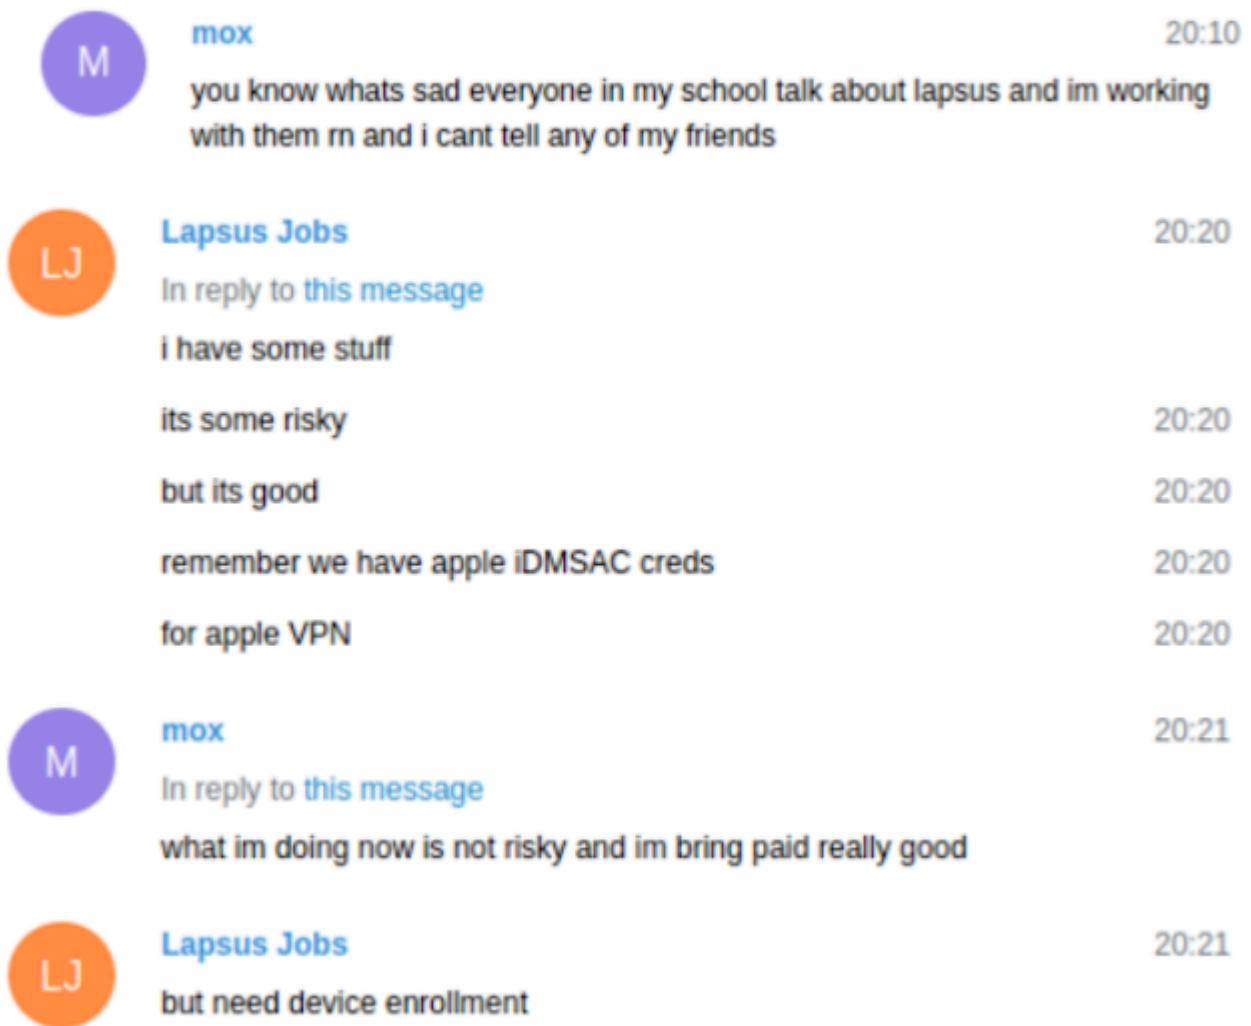 M
mox
20:10
you know whats sad everyone in my school talk about lapsus and im working
with them rn and i cant tell any of my friends
LJ
Lapsus Jobs
20:20
In reply to this message
i have some stuff
its some risky
20:20
but its good
20:20
remember we have apple iDMSAC creds
20:20
for apple VPN
20:20
M
mox
20:21
In reply to this message
what im doing now is not risky and im bring paid really good
LJ
Lapsus Jobs
20:21
but need device enrollment